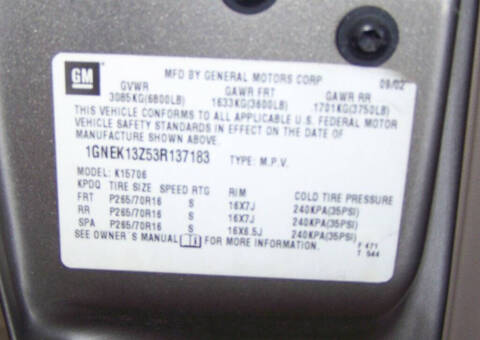 GM
MFD BY GENERAL MOTORS CORP 09/02
GVWR GAWR FRT GAWR RR
3085KG(6800LB) 1633KG(3600LB) 1701KG(3750LB)
THIS VEHICLE CONFORMS TO ALL APPLICABLE U.S. FEDERAL MOTOR
VEHICLE SAFETY STANDARDS IN EFFECT ON THE DATE OF
MANUFACTURE SHOWN ABOVE.
1GNEK13Z53R137183 TYPE: M.P.V.
MODEL: K15706
KPDQ TIRE SIZE SPEED RTG RIM COLD TIRE PRESSURE
FRT P265/70R16 S 16X7J 240KPA(35PSI)
RR P265/70R16 S 16X7J 240KPA(35PSI)
SPA P265/70R16 S 16X6.5J 240KPA(35PSI)
SEE OWNER'S MANUAL FOR MORE INFORMATION. F 471
T 544